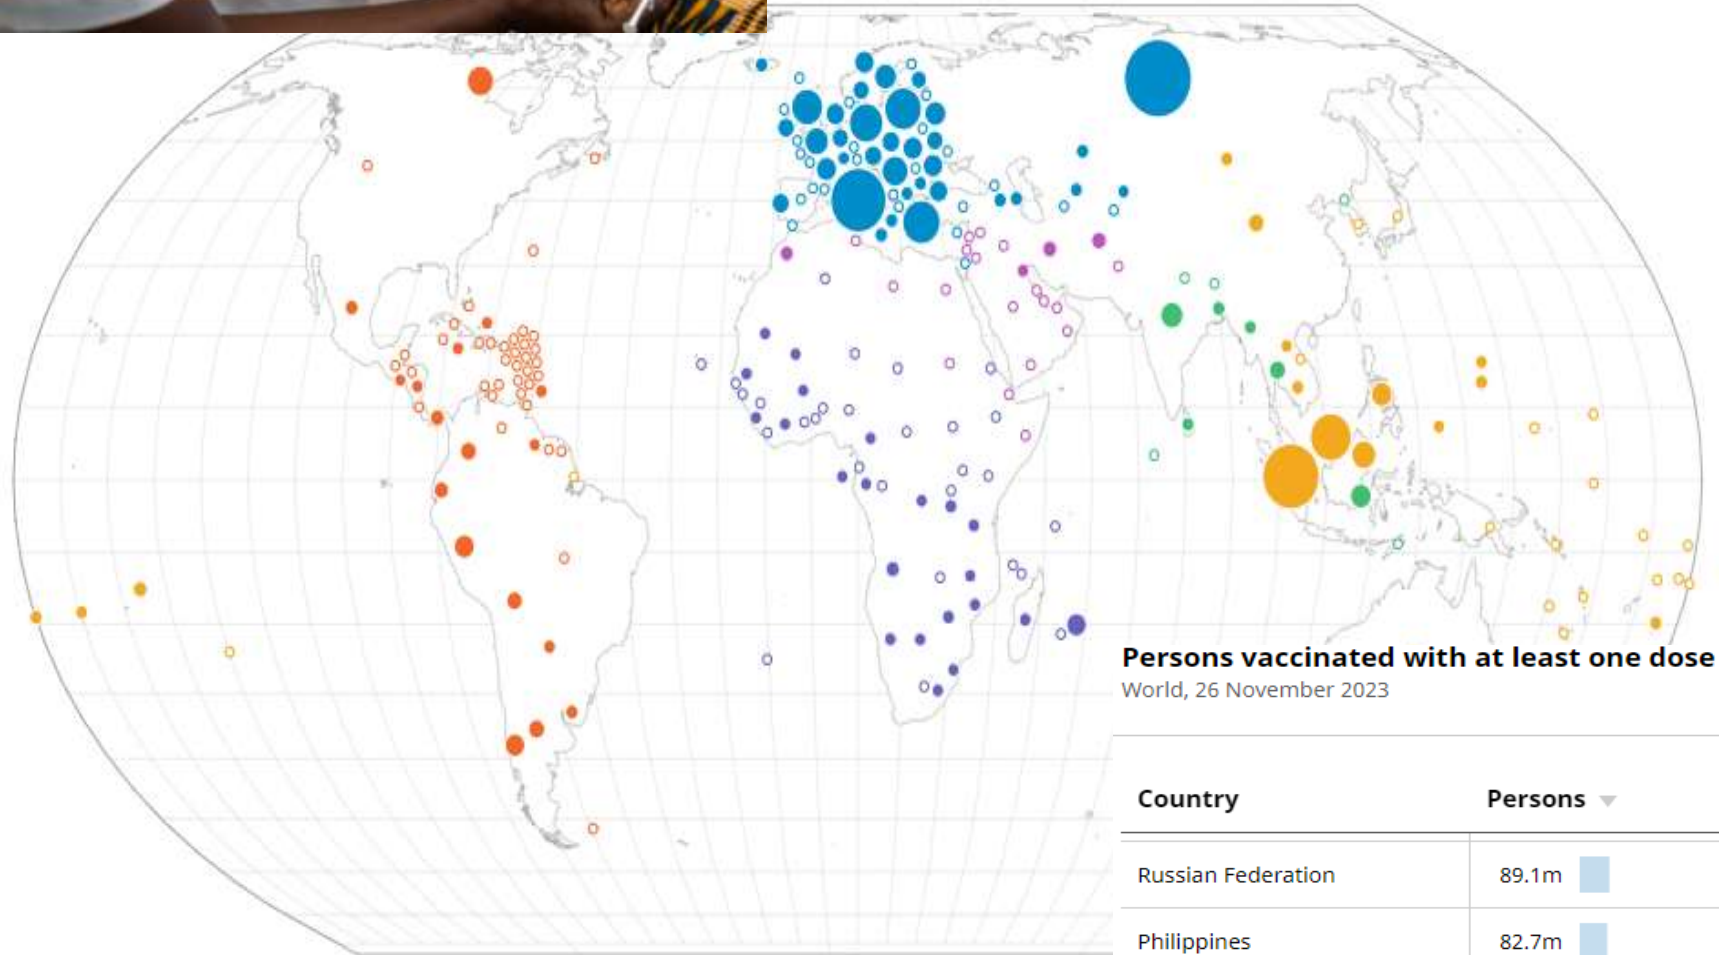 Persons vaccinated with at least one dose
World, 26 November 2023
Country Persons
Russian Federation 89.1m
Philippines 82.7m